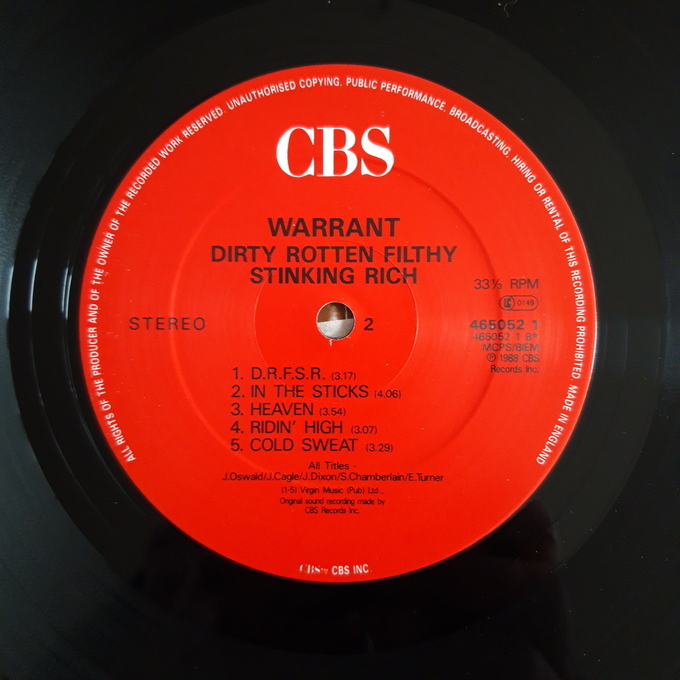 ALL RIGHTS OF THE PRODUCER AND OF THE OWNER OF THE RECORDED WORK RESERVED. UNAUTHORISED COPYING, PUBLIC PERFORMANCE, BROADCASTING, HIRING OR RENTAL OF THIS RECORDING PROHIBITED. MADE IN ENGLAND
CBS
WARRANT
DIRTY ROTTEN FILTHY
STINKING RICH
33⅓ RPM
LC 0149
STEREO
2
465052 1
465052 1 B*
MCPS/BIEM
℗ 1988 CBS
Records Inc.
1. D.R.F.S.R. (3.17)
2. IN THE STICKS (4.06)
3. HEAVEN (3.54)
4. RIDIN' HIGH (3.07)
5. COLD SWEAT (3.29)
All Titles -
J.Oswald/J.Cagle/J.Dixon/S.Chamberlain/E.Turner
(1-5) Virgin Music (Pub) Ltd.,
Original sound recording made by
CBS Records Inc.
CBS™ CBS INC.